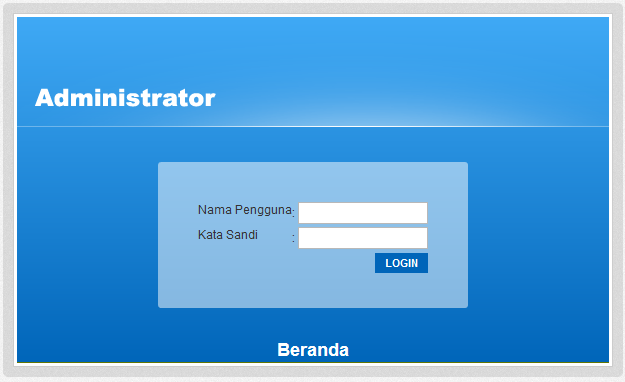 Administrator
Nama Pengguna:
Kata Sandi :
LOGIN
Beranda